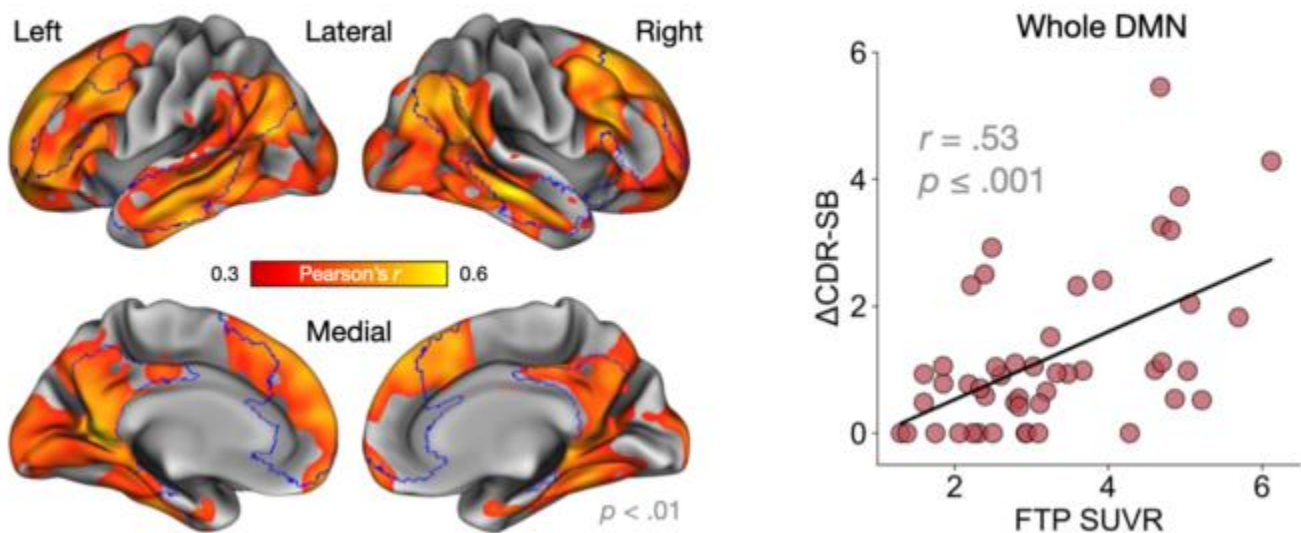 Left Lateral Right
0.3 Pearson's r 0.6
Medial
p < .01
Whole DMN
r = .53
p ≤ .001
ΔCDR-SB
6
4
2
0
2 4 6
FTP SUVR